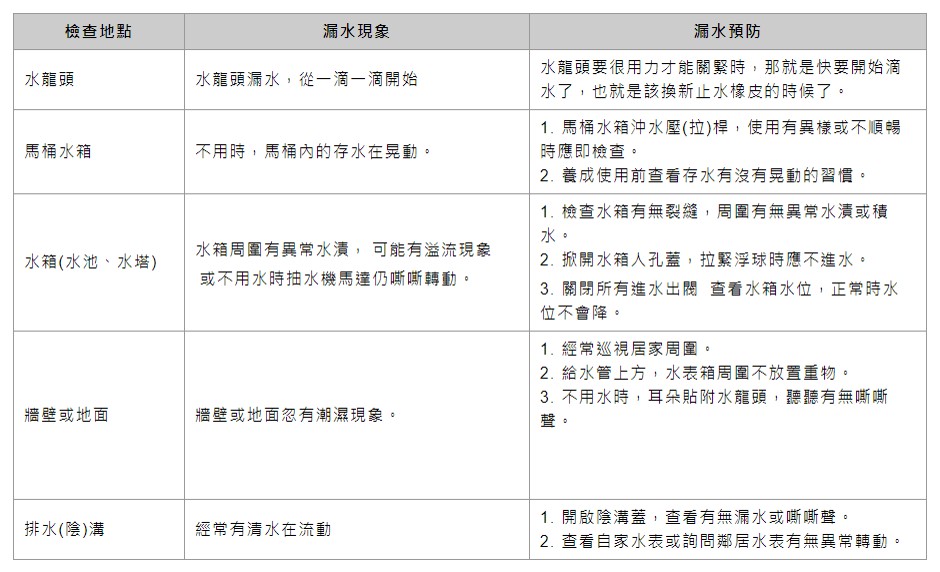 檢查地點
漏水現象
漏水預防
水龍頭
水龍頭漏水，從一滴一滴開始
水龍頭要很用力才能關緊時，那就是快要開始滴
水了，也就是該換新止水橡皮的時候了。
馬桶水箱
不用時，馬桶內的存水在晃動。
1. 馬桶水箱沖水壓(拉)桿，使用有異樣或不順暢
時應即檢查。
2. 養成使用前查看存水有沒有晃動的習慣。
水箱(水池、水塔)
水箱周圍有異常水漬， 可能有溢流現象
或不用水時抽水機馬達仍嘶嘶轉動。
1. 檢查水箱有無裂縫，周圍有無異常水漬或積
水。
2. 掀開水箱人孔蓋，拉緊浮球時應不進水。
3. 關閉所有進水出閥 查看水箱水位，正常時水
位不會降。
牆壁或地面
牆壁或地面忽有潮濕現象。
1. 經常巡視居家周圍。
2. 給水管上方，水表箱周圍不放置重物。
3. 不用水時，耳朵貼附水龍頭，聽聽有無嘶嘶
聲。
排水(陰)溝
經常有清水在流動
1. 開啟陰溝蓋，查看有無漏水或嘶嘶聲。
2. 查看自家水表或詢問鄰居水表有無異常轉動。